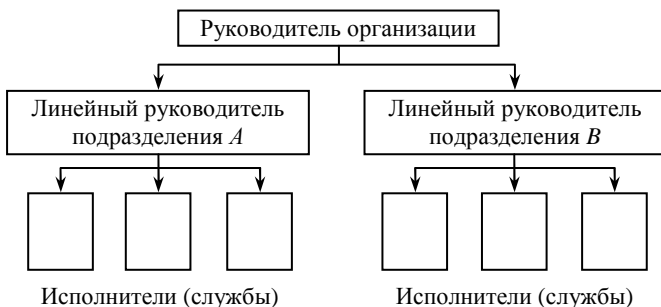 Руководитель организации
Линейный руководитель
подразделения A
Линейный руководитель
подразделения B
Исполнители (службы)
Исполнители (службы)